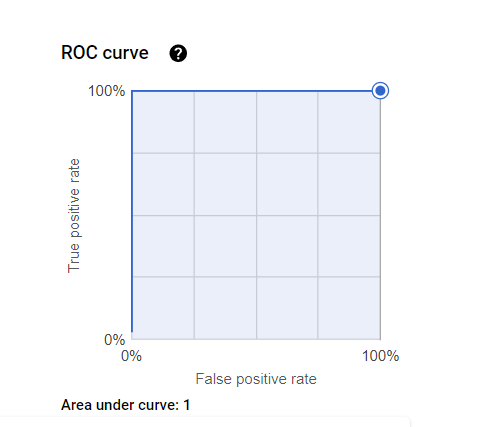 ROC curve ?
100%
True positive rate
0%
0%
100%
False positive rate
Area under curve: 1